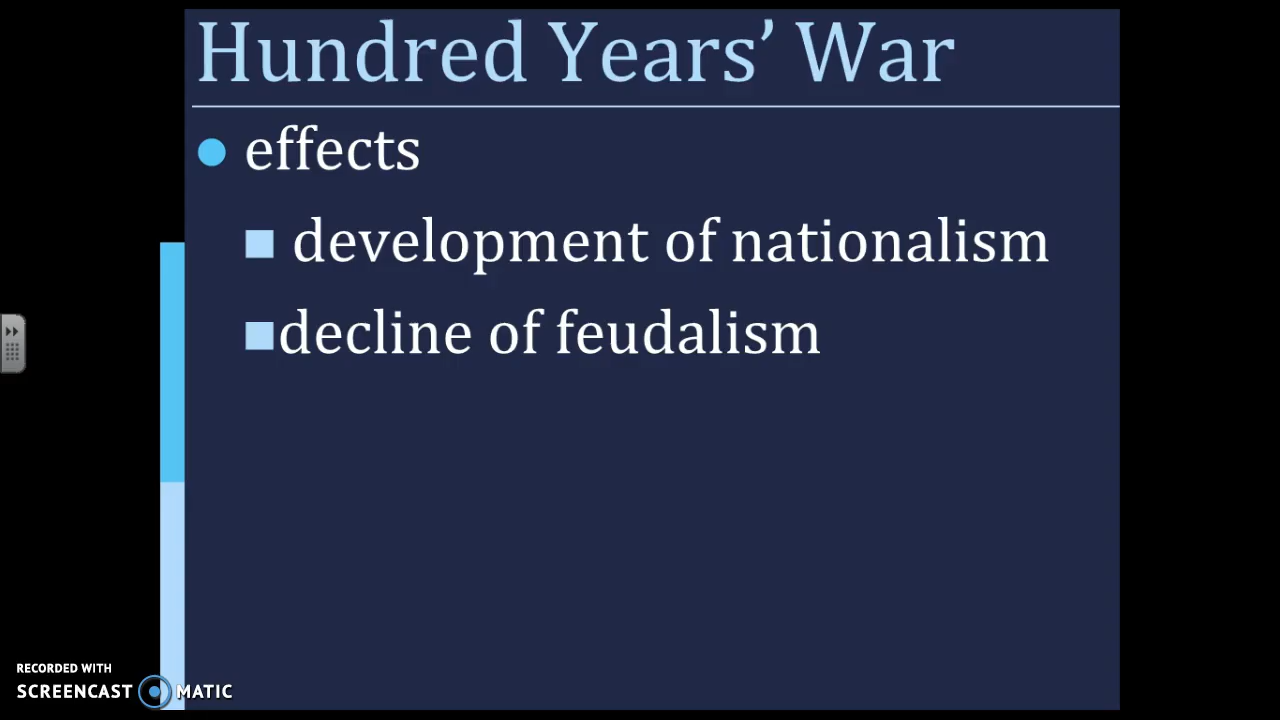 Hundred Years’ War
effects
development of nationalism
decline of feudalism
RECORDED WITH
SCREENCAST MATIC